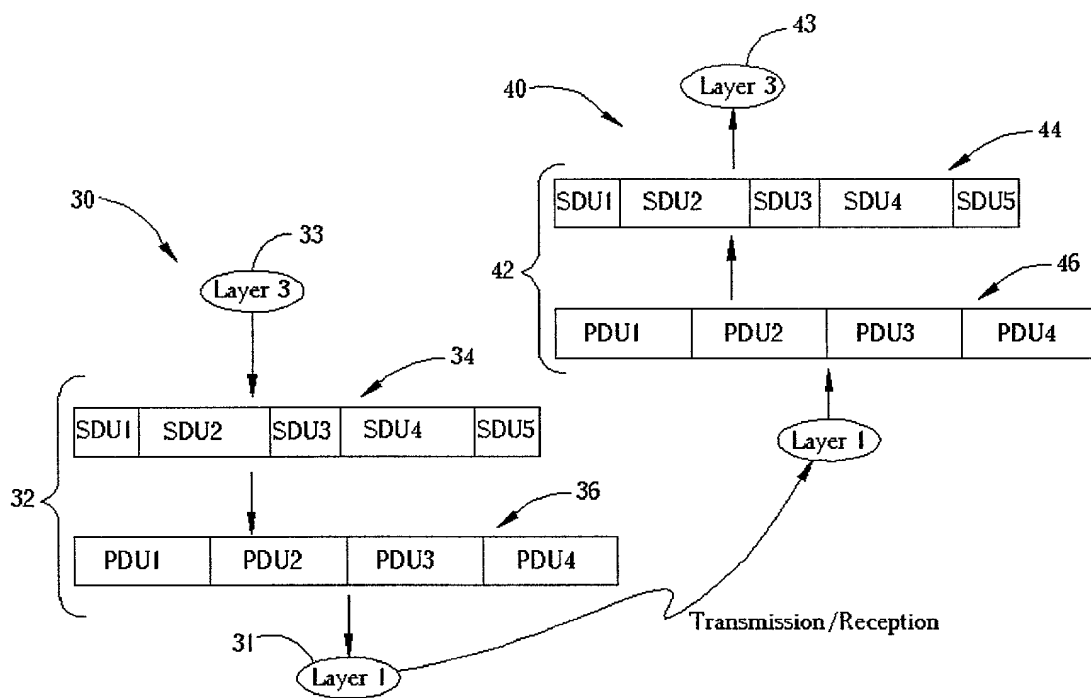 43
Layer 3
40
44
SDU1 SDU2 SDU3 SDU4 SDU5
42
46
PDU1 PDU2 PDU3 PDU4
Layer 1
30
33
Layer 3
34
SDU1 SDU2 SDU3 SDU4 SDU5
32
36
PDU1 PDU2 PDU3 PDU4
31
Layer 1
Transmission/Reception